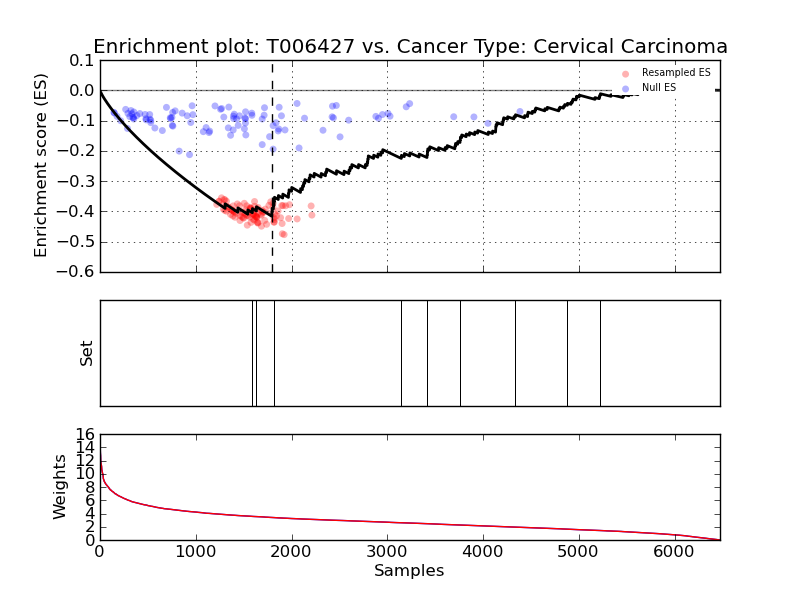 Enrichment plot: T006427 vs. Cancer Type: Cervical Carcinoma
0.1
0.0
−0.1
−0.2
−0.3
−0.4
−0.5
−0.6
Enrichment score (ES)
Resampled ES
Null ES
Set
16
14
12
10
8
6
4
2
0
Weights
0 1000 2000 3000 4000 5000 6000
Samples